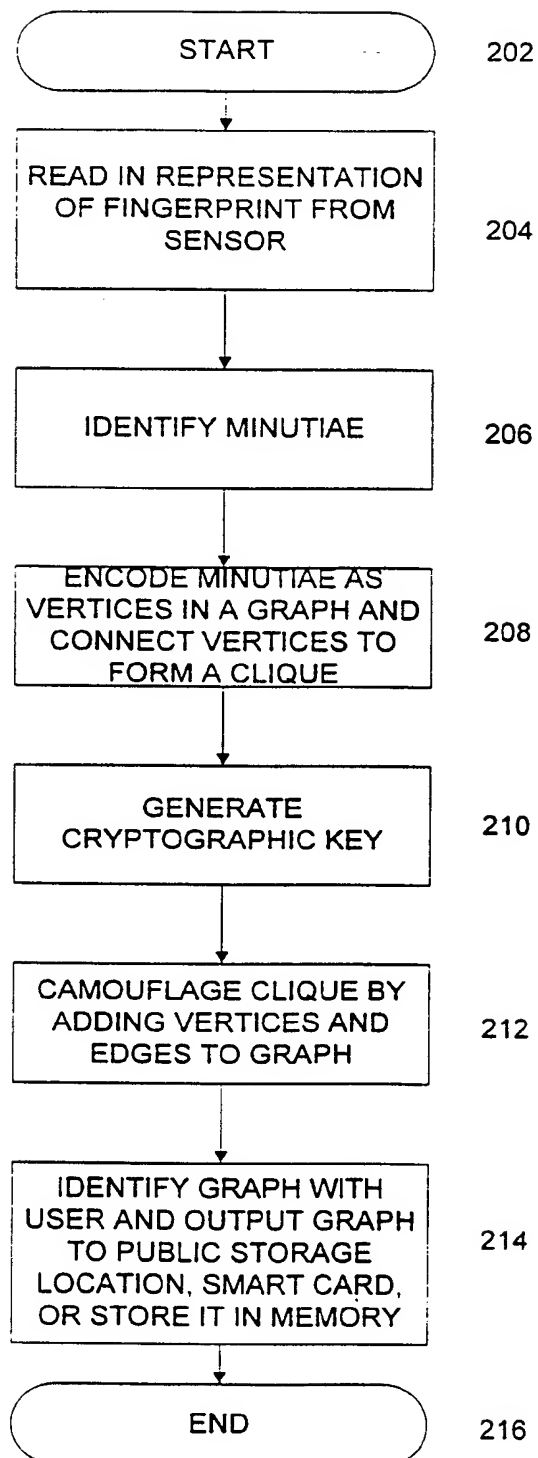 START 202
READ IN REPRESENTATION
OF FINGERPRINT FROM
SENSOR
204
IDENTIFY MINUTIAE 206
ENCODE MINUTIAE AS
VERTICES IN A GRAPH AND
CONNECT VERTICES TO
FORM A CLIQUE
208
GENERATE
CRYPTOGRAPHIC KEY
210
CAMOUFLAGE CLIQUE BY
ADDING VERTICES AND
EDGES TO GRAPH
212
IDENTIFY GRAPH WITH
USER AND OUTPUT GRAPH
TO PUBLIC STORAGE
LOCATION, SMART CARD,
OR STORE IT IN MEMORY
214
END 216